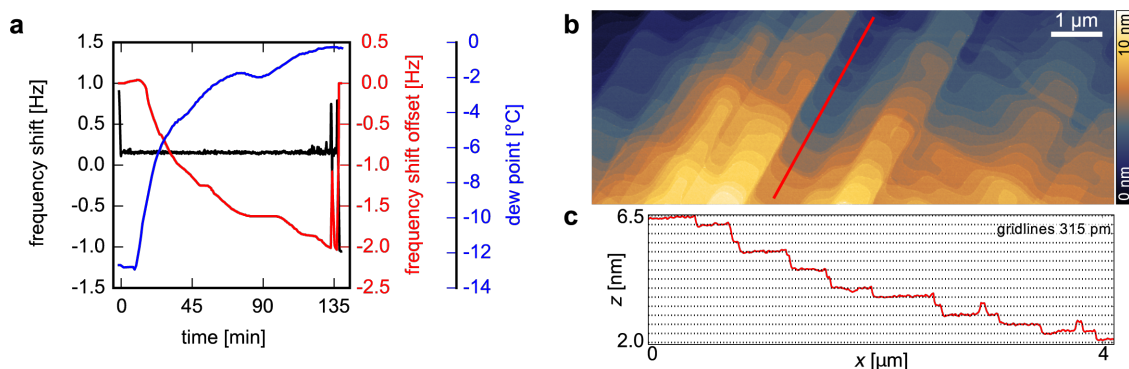 a
1.5
1.0
0.5
0.0
-0.5
-1.0
-1.5
frequency shift [Hz]
0
45
90
135
time [min]
0.5
0.0
-0.5
-1.0
-1.5
-2.0
-2.5
frequency shift offset [Hz]
0
-2
-4
-6
-8
-10
-12
-14
dew point [°C]
b
1 µm
10 nm
0 nm
c
6.5
2.0
z [nm]
gridlines 315 pm
0
4
x [µm]